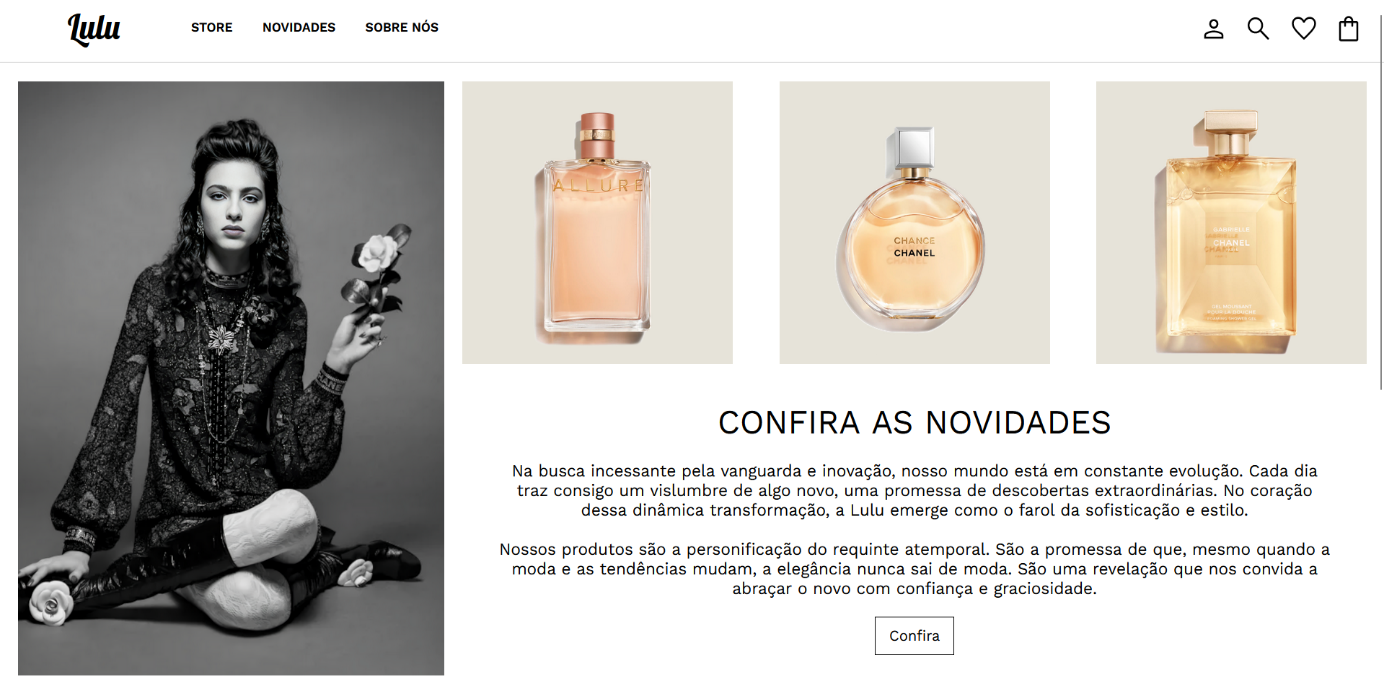 Lulu
STORE
NOVIDADES
SOBRE NÓS
ALLURE
CHANCE
CHANEL
GABRIELLE
CHANEL
CONFIRA AS NOVIDADES
Na busca incessante pela vanguarda e inovação, nosso mundo está em constante evolução. Cada dia
traz consigo um vislumbre de algo novo, uma promessa de descobertas extraordinárias. No coração
dessa dinâmica transformação, a Lulu emerge como o farol da sofisticação e estilo.
Nossos produtos são a personificação do requinte atemporal. São a promessa de que, mesmo quando a
moda e as tendências mudam, a elegância nunca sai de moda. São uma revelação que nos convida a
abraçar o novo com confiança e graciosidade.
Confira